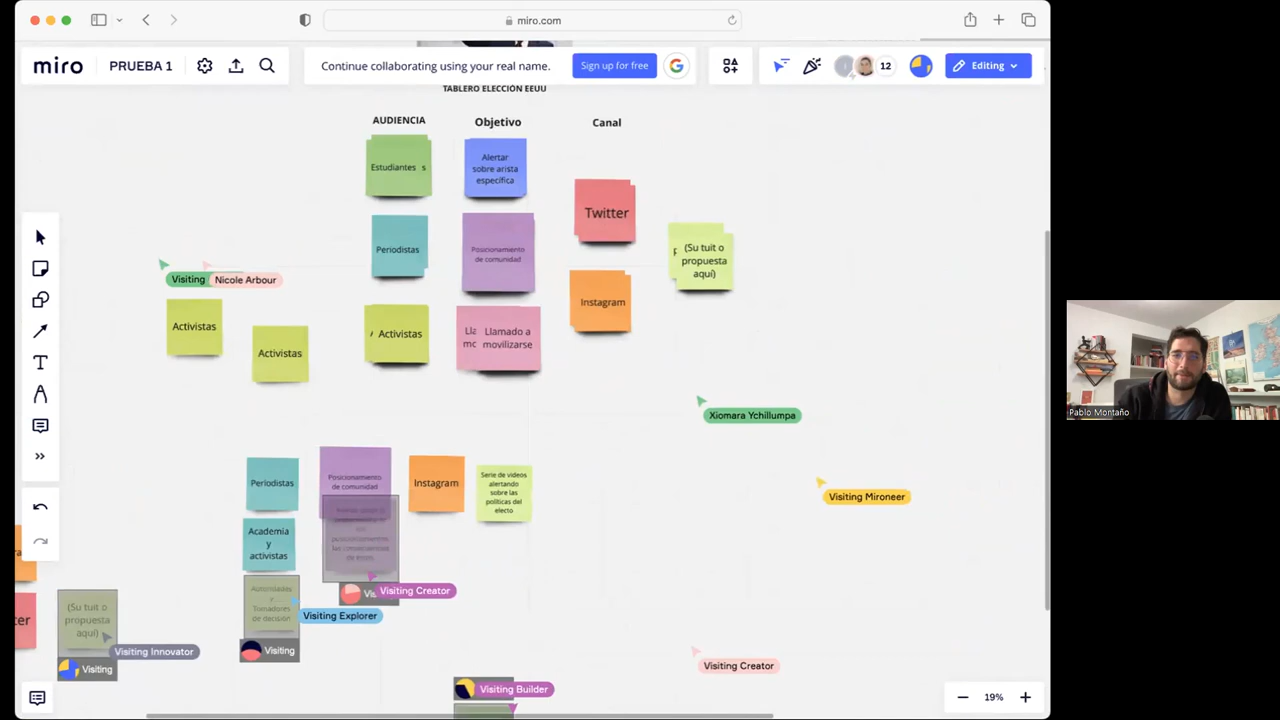 miro.com
miro
PRUEBA 1
Continue collaborating using your real name.
Sign up for free
12
Editing
TABLERO ELECCIÓN EEUU
AUDIENCIA
Objetivo
Canal
Estudiantes s
Alertar
sobre arista
específica
Twitter
Periodistas
Posicionamiento
de comunidad
(Su tuit o
propuesta
aquí)
Visiting
Nicole Arbour
Activistas
Activistas
Activistas
Llamado a
movilizarse
Instagram
Xiomara Ychillumpa
Pablo Montaño
Periodistas
Posicionamiento
de comunidad
Instagram
Serie de videos
alertando
sobre las
políticas del
electo
Visiting Mironeer
Academia
y
activistas
Autoridades
y
Tomadores
de decisión
Visiting Creator
Visiting Explorer
(Su tuit o
propuesta
aquí)
Visiting Innovator
Visiting
Visiting
Visiting Creator
Visiting Builder
19%